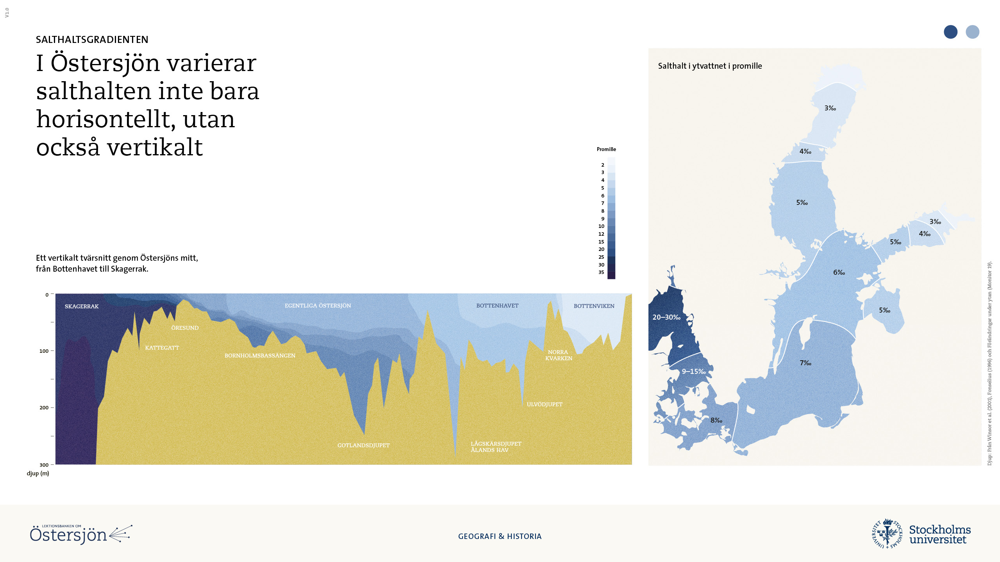 V1.0
SALTHALTSGRADIENTEN
I Östersjön varierar
salthalten inte bara
horisontellt, utan
också vertikalt
Ett vertikalt tvärsnitt genom Östersjöns mitt,
från Bottenhavet till Skagerrak.
Promille
2
3
4
5
6
7
8
9
10
12
15
20
25
30
35
0
100
200
300
djup (m)
SKAGERRAK
EGENTLIGA ÖSTERSJÖN
BOTTENHAVET
BOTTENVIKEN
ÖRESUND
KATTEGATT
BORNHOLMSBASSÄNGEN
NORRA
KVARKEN
ULVÖDJUPET
GOTLANDSDJUPET
LÅGSKÄRSDJUPET
ÅLANDS HAV
Salthalt i ytvattnet i promille
3‰
4‰
5‰
3‰
4‰
5‰
6‰
5‰
20–30‰
7‰
9–15‰
8‰
Djup: Från Winsor et al. (2001), Fonselius (1996) och Förändringar under ytan (Monitor 19).
LEKTIONSBANKEN OM
Östersjön
GEOGRAFI & HISTORIA
STOCKHOLMS UNIVERSITET
Stockholms
universitet